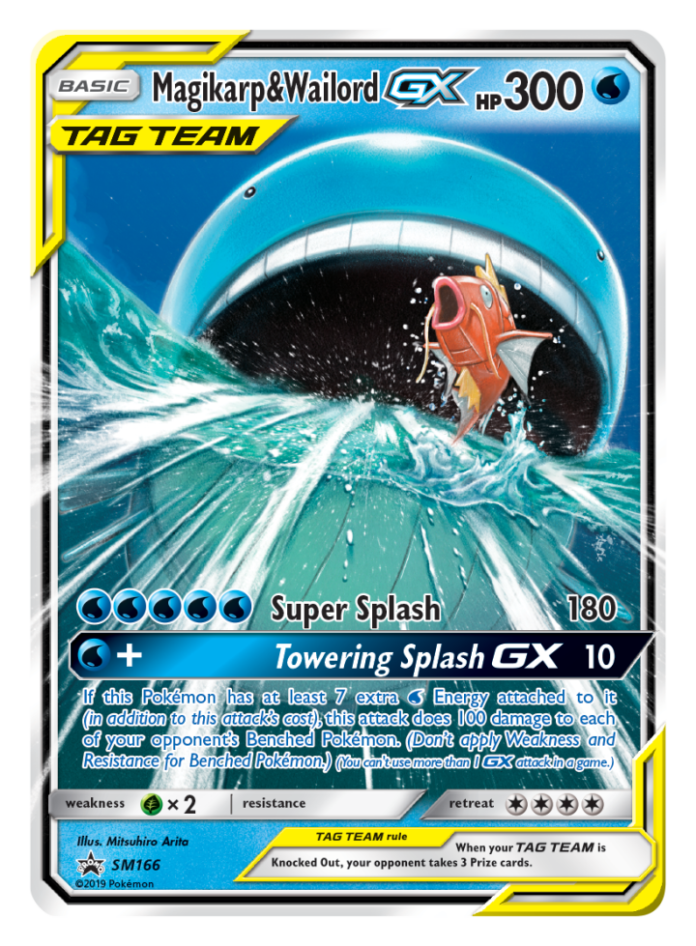 BASIC Magikarp&Wailord GX HP300
TAG TEAM
Super Splash 180
+ Towering Splash GX 10
If this Pokémon has at least 7 extra Energy attached to it
(in addition to this attack's cost), this attack does 100 damage to each
of your opponent's Benched Pokémon. (Don't apply Weakness and
Resistance for Benched Pokémon.) (You can't use more than 1 GX attack in a game.)
weakness ×2 resistance retreat
Illus. Mitsuhiro Arita
SM166
©2019 Pokémon
TAG TEAM rule
When your TAG TEAM is
Knocked Out, your opponent takes 3 Prize cards.